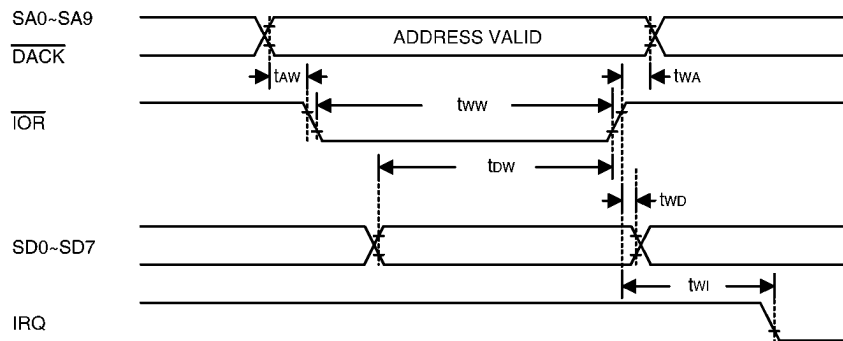 SA0~SA9
DACK
ADDRESS VALID
tAW
tWA
IOR
tWW
tDW
tWD
SD0~SD7
tWI
IRQ